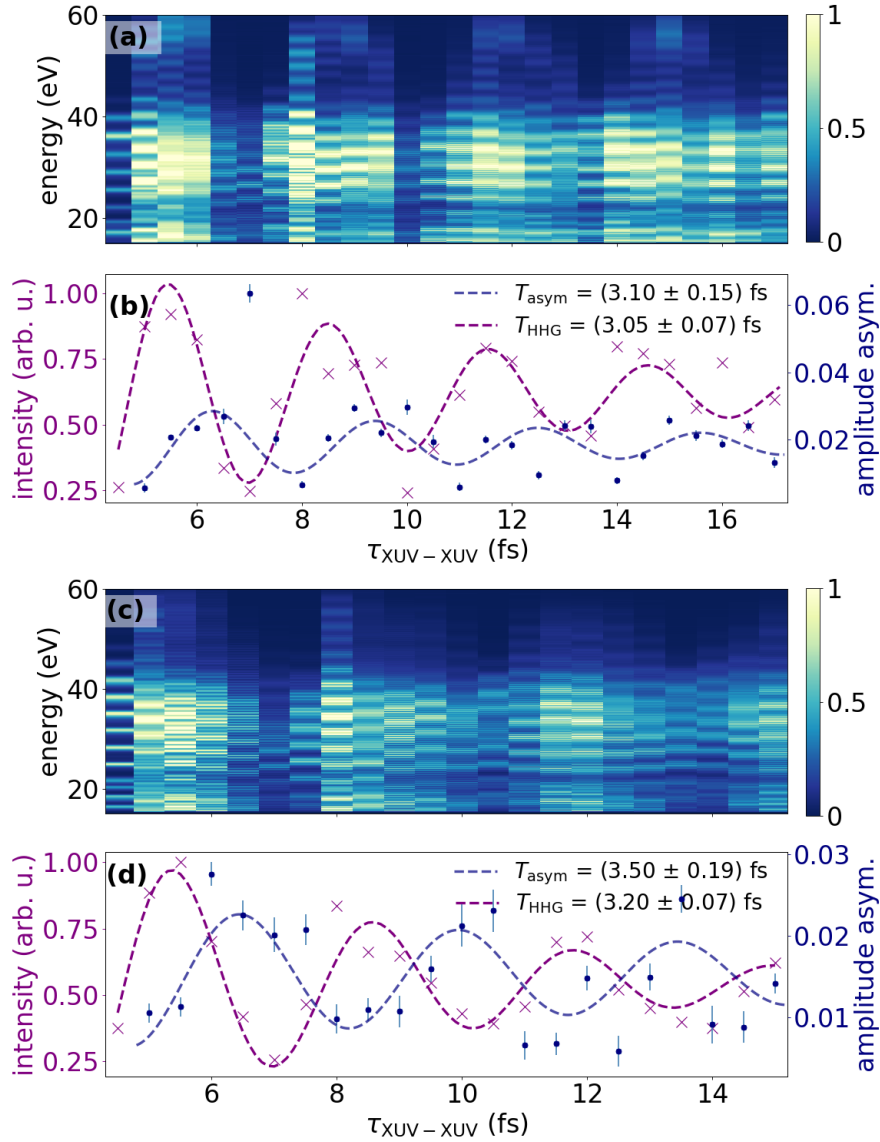 60
(a)
1
40
energy (eV)
0.5
20
0
6 8 10 12 14 16
1.00
(b)
T_asym = (3.10 ± 0.15) fs
0.06
T_HHG = (3.05 ± 0.07) fs
0.75
0.04
0.50
0.02
0.25
intensity (arb. u.)
amplitude asym.
τ_XUV−XUV (fs)
60
(c)
1
40
energy (eV)
0.5
20
0
1.00
(d)
T_asym = (3.50 ± 0.19) fs
0.03
T_HHG = (3.20 ± 0.07) fs
0.75
0.02
0.50
0.01
0.25
intensity (arb. u.)
amplitude asym.
6 8 10 12 14
τ_XUV−XUV (fs)